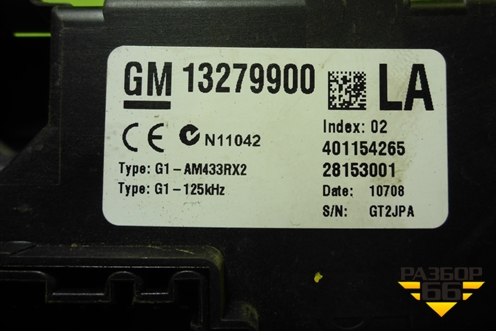 GM 13279900 LA
N11042 Index: 02
401154265
Type: G1-AM433RX2 28153001
Type: G1-125kHz Date: 10708
S/N: GT2JPA
РАЗБОР
66